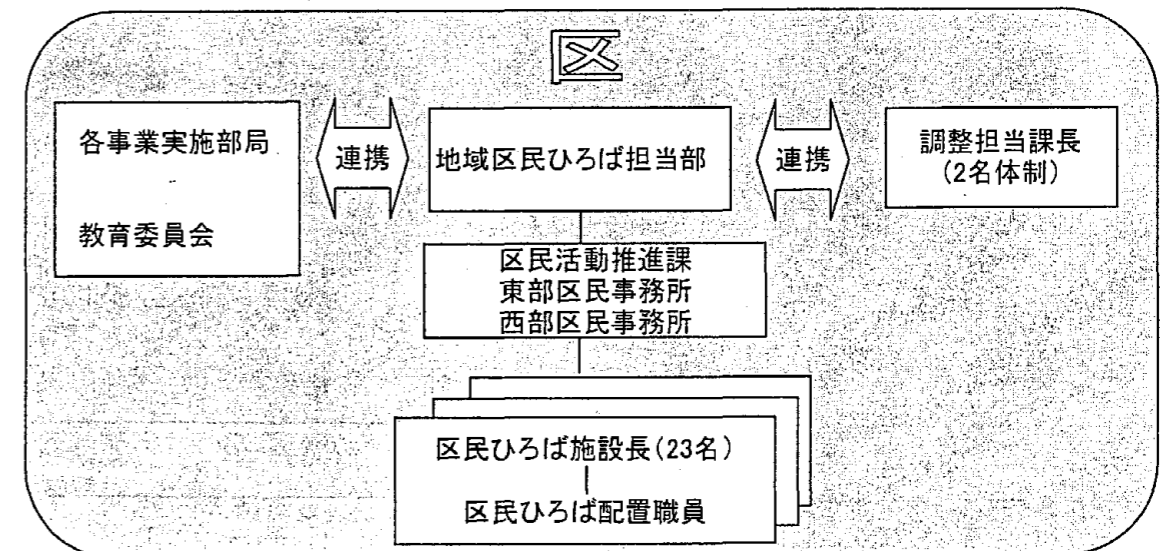 区
各事業実施部局
教育委員会
連携
地域区民ひろば担当部
連携
調整担当課長
(2名体制)
区民活動推進課
東部区民事務所
西部区民事務所
区民ひろば施設長(23名)
区民ひろば配置職員